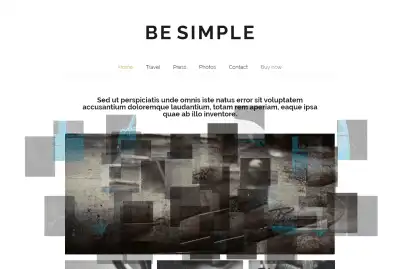 BE SIMPLE
Home Travel Press Photos Contact Buy now
Sed ut perspiciatis unde omnis iste natus error sit voluptatem
accusantium doloremque laudantium, totam rem aperiam, eaque ipsa
quae ab illo inventore.